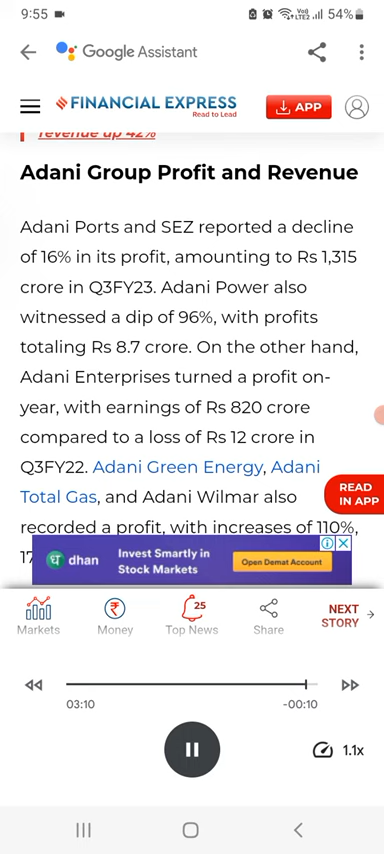 9:55 Vo) LTE2 54%
Google Assistant
FINANCIAL EXPRESS
Read to Lead
APP
revenue up 42%
Adani Group Profit and Revenue
Adani Ports and SEZ reported a decline
of 16% in its profit, amounting to Rs 1,315
crore in Q3FY23. Adani Power also
witnessed a dip of 96%, with profits
totaling Rs 8.7 crore. On the other hand,
Adani Enterprises turned a profit on-
year, with earnings of Rs 820 crore
compared to a loss of Rs 12 crore in
Q3FY22. Adani Green Energy, Adani
Total Gas, and Adani Wilmar also
recorded a profit, with increases of 110%,
17
READ
IN APP
ध dhan
Invest Smartly in
Stock Markets
Open Demat Account
Markets
Money
25
Top News
Share
NEXT
STORY
03:10
-00:10
1.1x